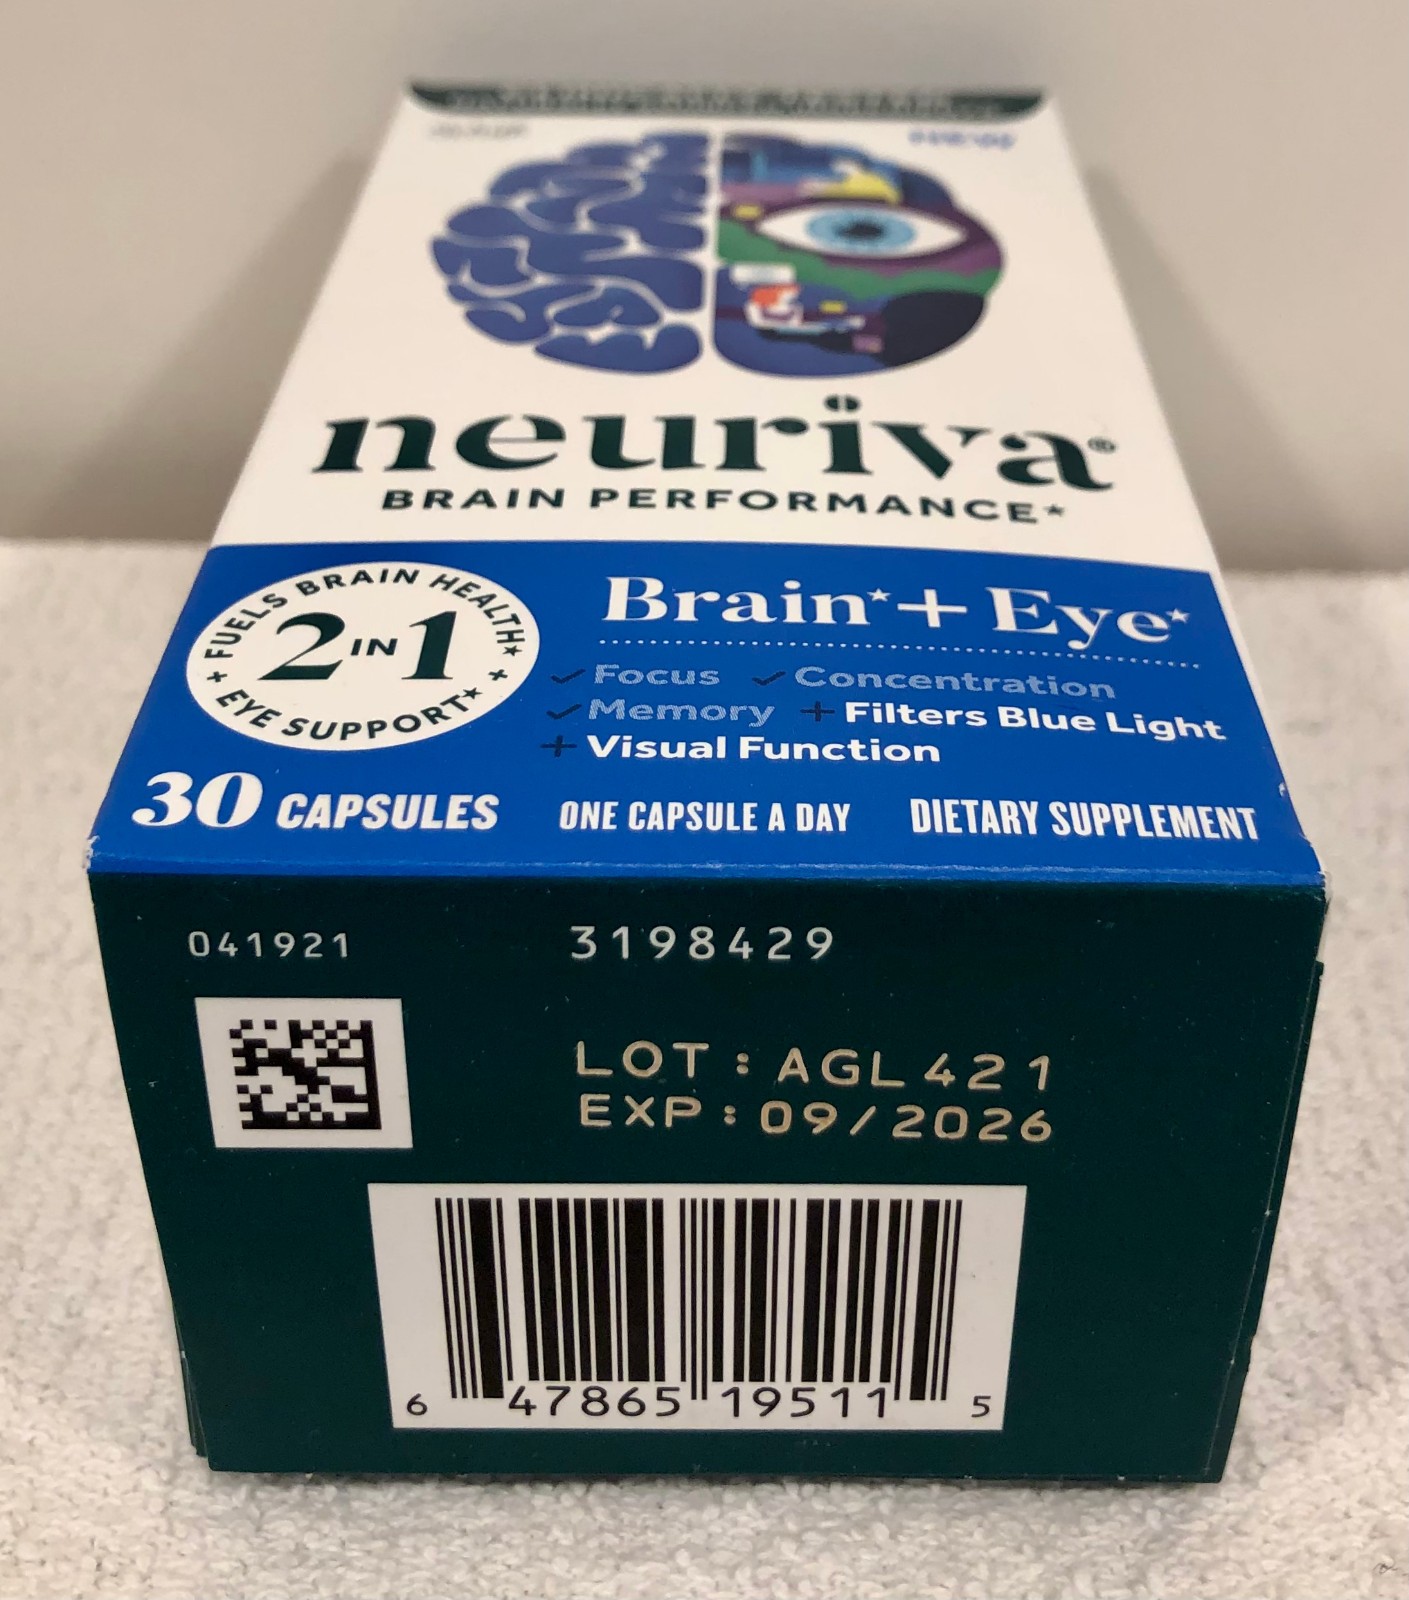 neuriva®
BRAIN PERFORMANCE*
FUELS BRAIN HEALTH*
2 IN 1
+ EYE SUPPORT* +
Brain* + Eye*
✓ Focus ✓ Concentration
✓ Memory + Filters Blue Light
+ Visual Function
30 CAPSULES ONE CAPSULE A DAY DIETARY SUPPLEMENT
041921 3198429
LOT : AGL421
EXP : 09/2026
6 47865 19511 5